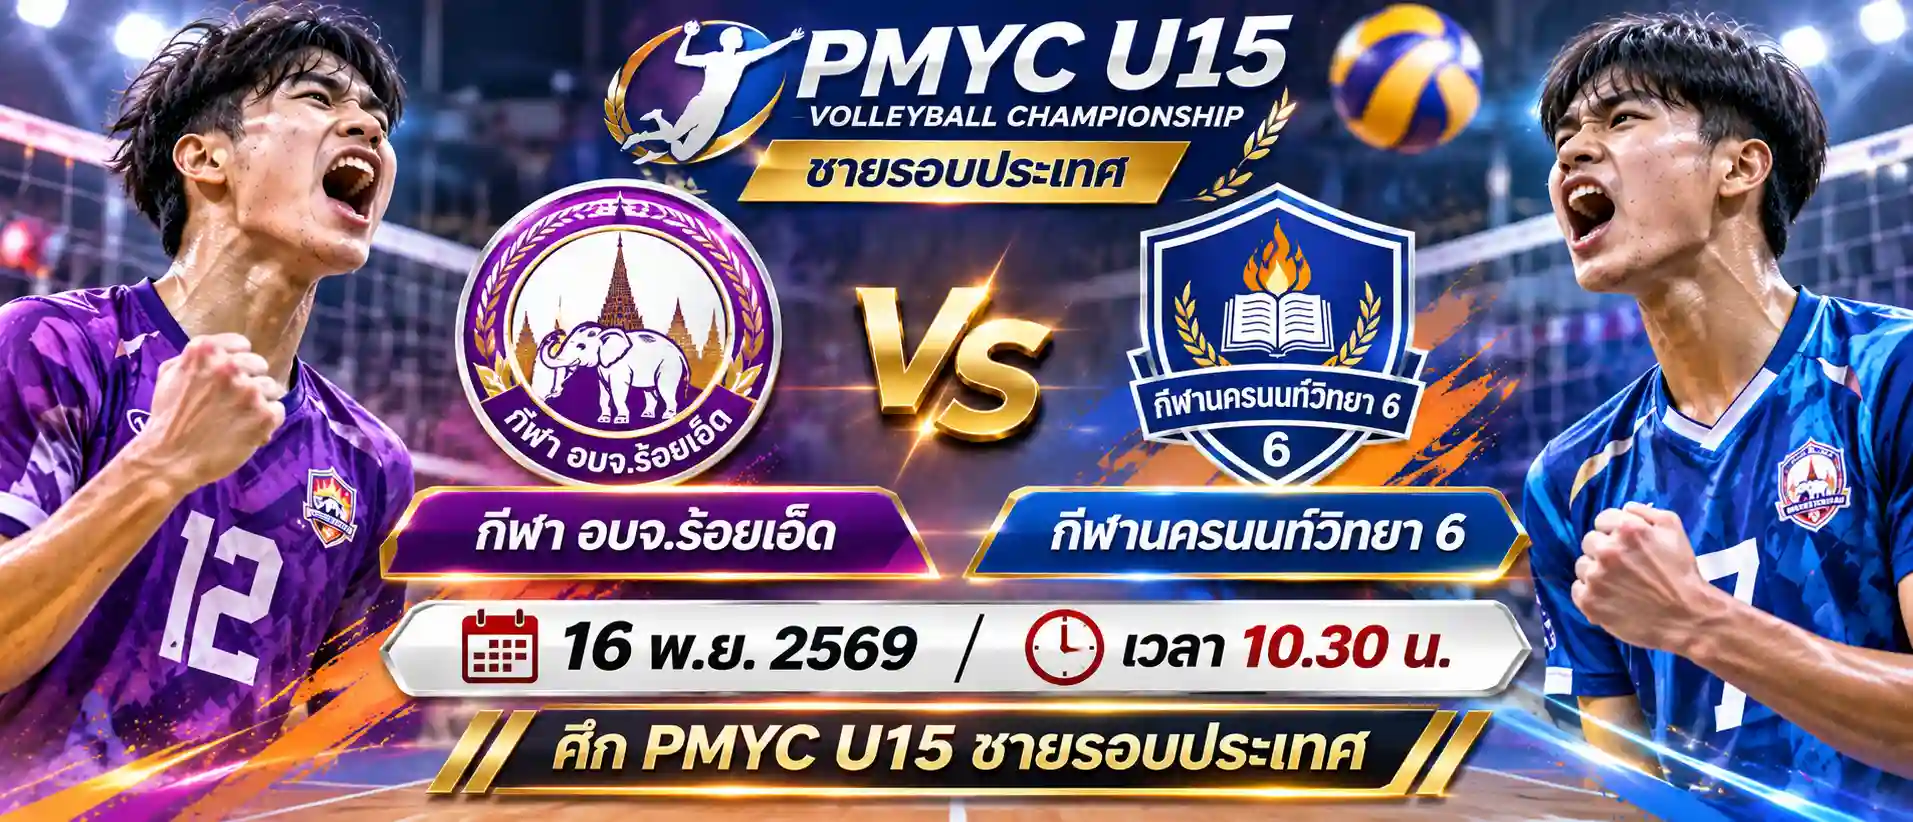 PMYC U15
VOLLEYBALL CHAMPIONSHIP
ชายรอบประเทศ
กีฬา อบจ.ร้อยเอ็ด
VS
กีฬานครนนท์วิทยา 6
6
กีฬา อบจ.ร้อยเอ็ด
กีฬานครนนท์วิทยา 6
12
7
16 พ.ย. 2569 / เวลา 10.30 น.
ศึก PMYC U15 ชายรอบประเทศ